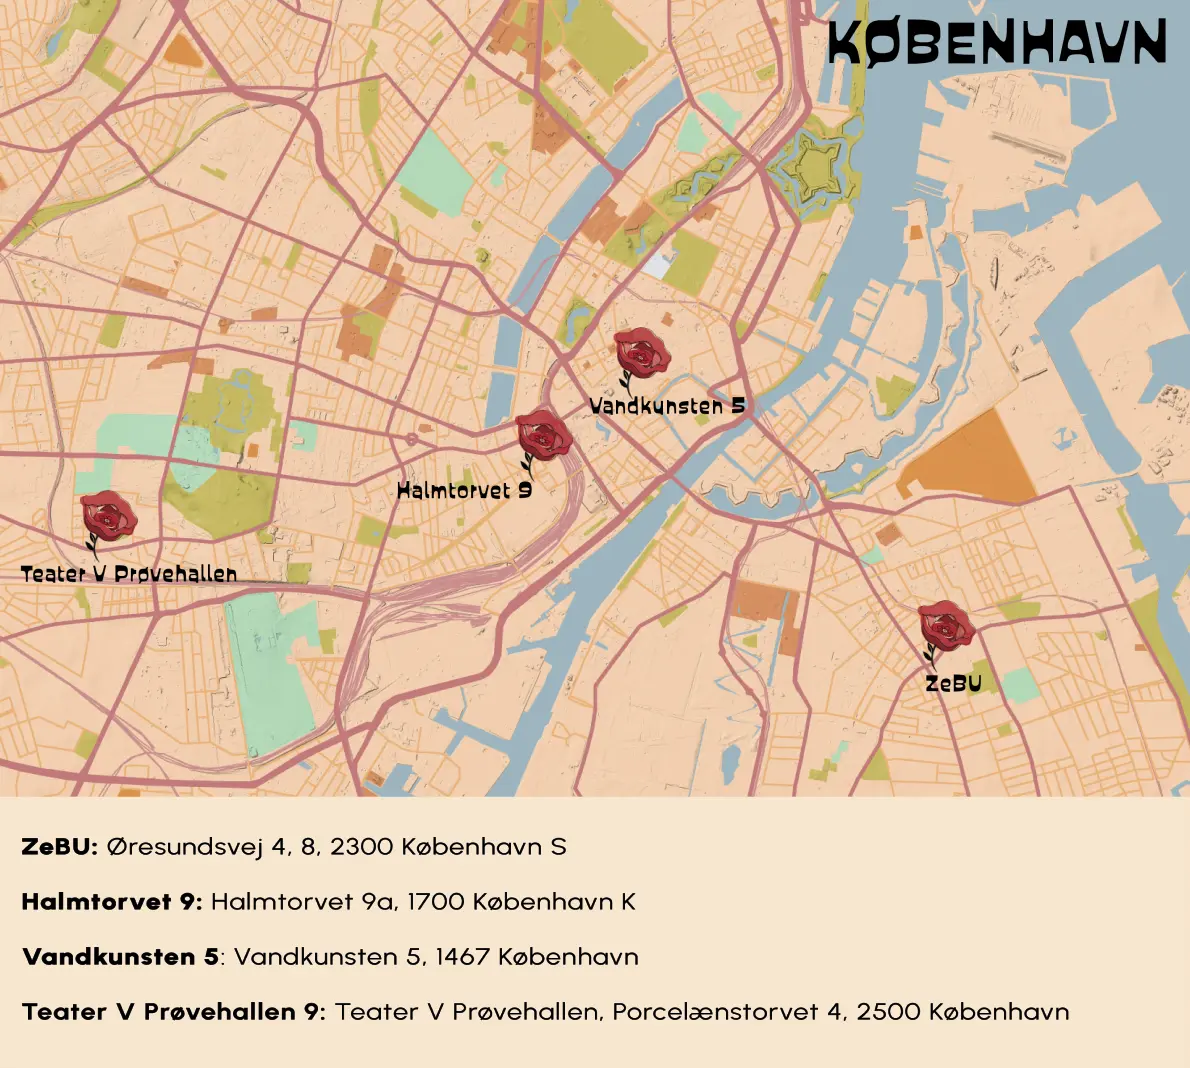 KØBENHAVN
Vandkunsten 5
Halmtorvet 9
Teater V Prøvehallen
ZeBU
ZeBU: Øresundsvej 4, 8, 2300 København S
Halmtorvet 9: Halmtorvet 9a, 1700 København K
Vandkunsten 5: Vandkunsten 5, 1467 København
Teater V Prøvehallen 9: Teater V Prøvehallen, Porcelænstorvet 4, 2500 København